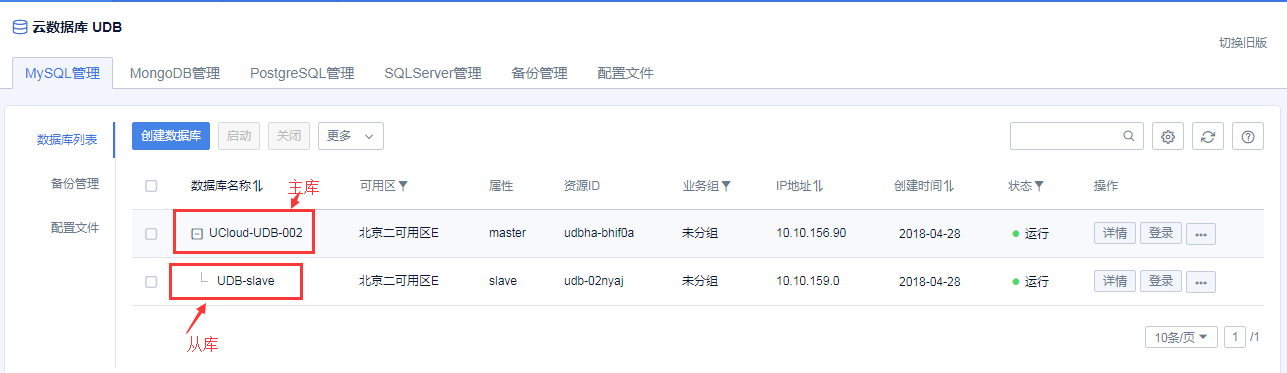 云数据库 UDB
切换旧版
MySQL管理 MongoDB管理 PostgreSQL管理 SQLServer管理 备份管理 配置文件
数据库列表 创建数据库 启动 关闭 更多
备份管理
配置文件
数据库名称 可用区 属性 资源ID 业务组 IP地址 创建时间 状态 操作
主库
UCloud-UDB-002 北京二可用区E master udbha-bhif0a 未分组 10.10.156.90 2018-04-28 运行 详情 登录 •••
UDB-slave 北京二可用区E slave udb-02nyaj 未分组 10.10.159.0 2018-04-28 运行 详情 登录 •••
从库
10条/页 1 /1